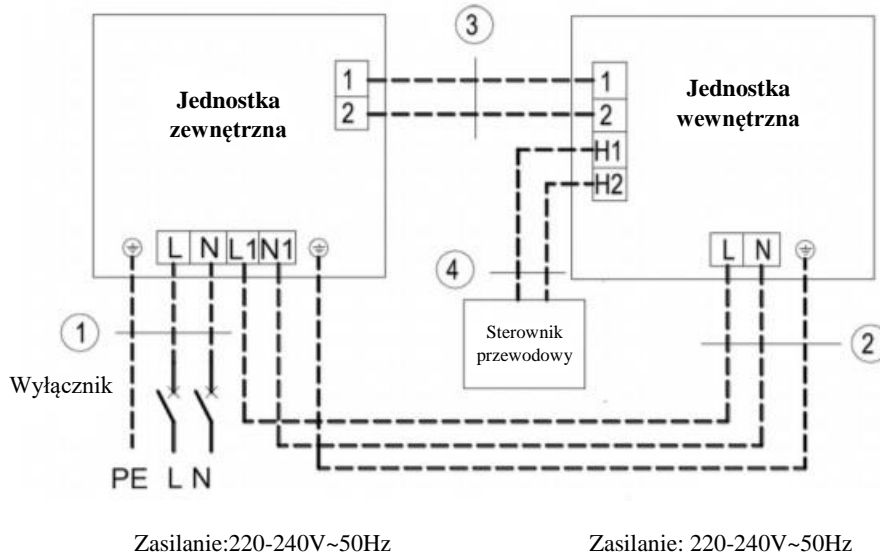 3
Jednostka
zewnętrzna
1
2
1
2
H1
H2
Jednostka
wewnętrzna
L N L1 N1
L N
4
1
2
Sterownik
przewodowy
Wyłącznik
PE L N
Zasilanie:220-240V~50Hz
Zasilanie: 220-240V~50Hz